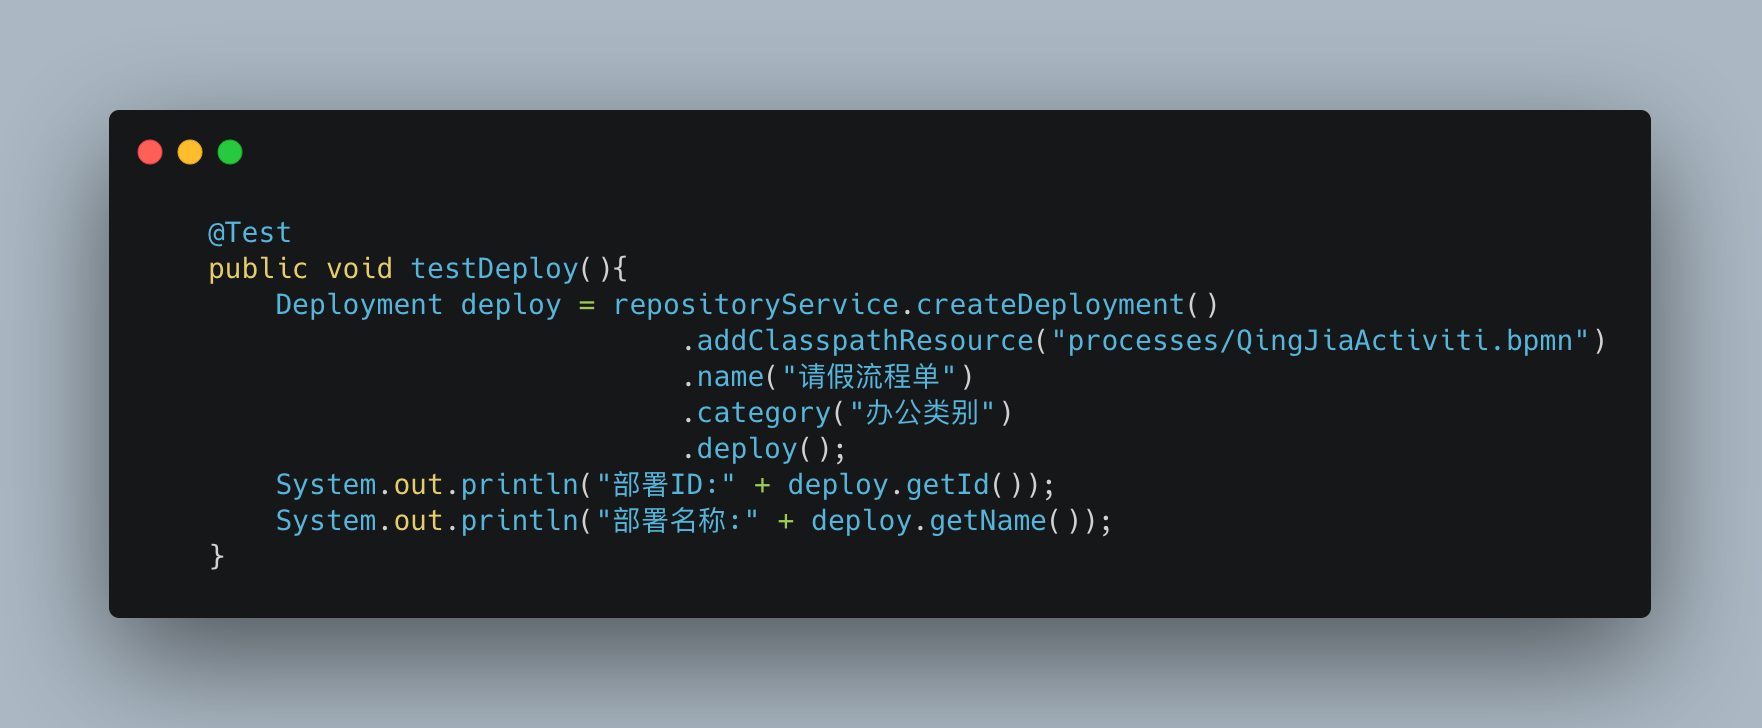 @Test
public void testDeploy(){
    Deployment deploy = repositoryService.createDeployment()
                            .addClasspathResource("processes/QingJiaActiviti.bpmn")
                            .name("请假流程单")
                            .category("办公类别")
                            .deploy();
    System.out.println("部署ID:" + deploy.getId());
    System.out.println("部署名称:" + deploy.getName());
}